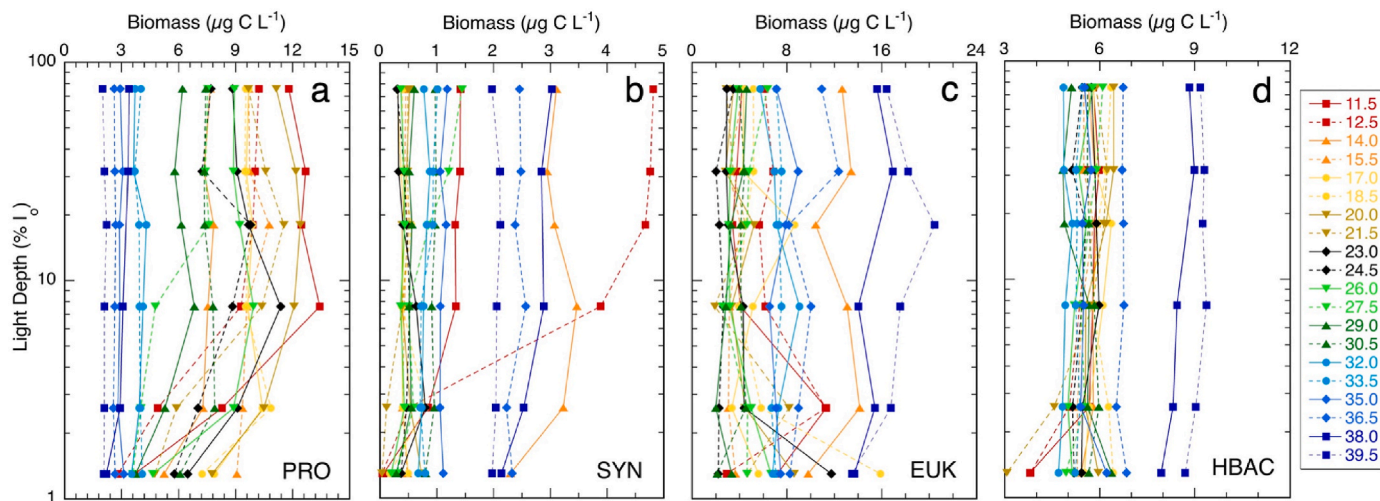 Biomass (µg C L⁻¹)
Biomass (µg C L⁻¹)
Biomass (µg C L⁻¹)
Biomass (µg C L⁻¹)
0 3 6 9 12 15
0 1 2 3 4 5
0 8 16 24
3 6 9 12
Light Depth (% Iₒ)
100
10
1
a
b
c
d
PRO
SYN
EUK
HBAC
11.5
12.5
14.0
15.5
17.0
18.5
20.0
21.5
23.0
24.5
26.0
27.5
29.0
30.5
32.0
33.5
35.0
36.5
38.0
39.5